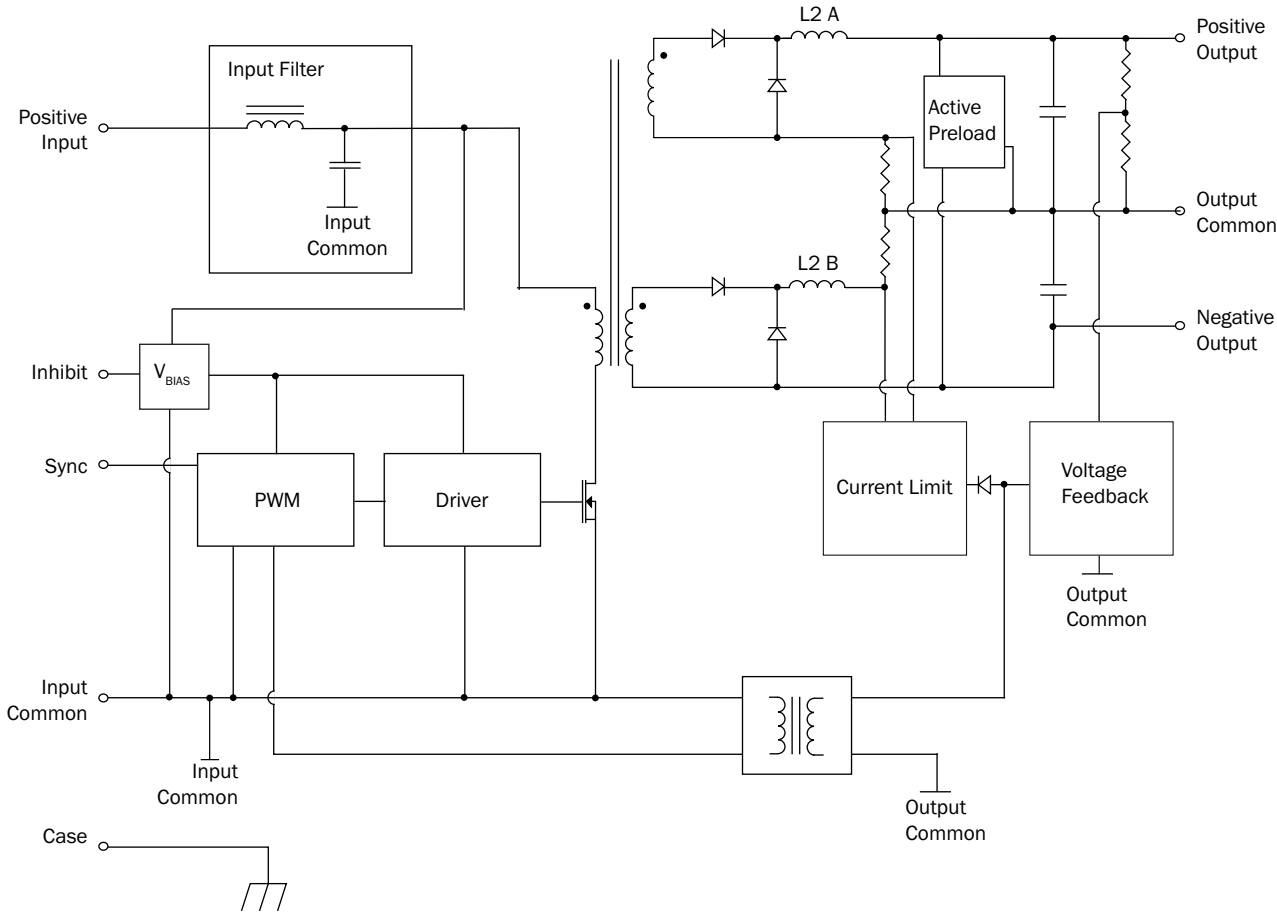 L2 A
Positive
Output
Input Filter
Positive
Input
Active
Preload
Input
Common
Output
Common
L2 B
Negative
Output
Inhibit
VBIAS
Sync
PWM
Driver
Current Limit
Voltage
Feedback
Output
Common
Input
Common
Input
Common
Output
Common
Case